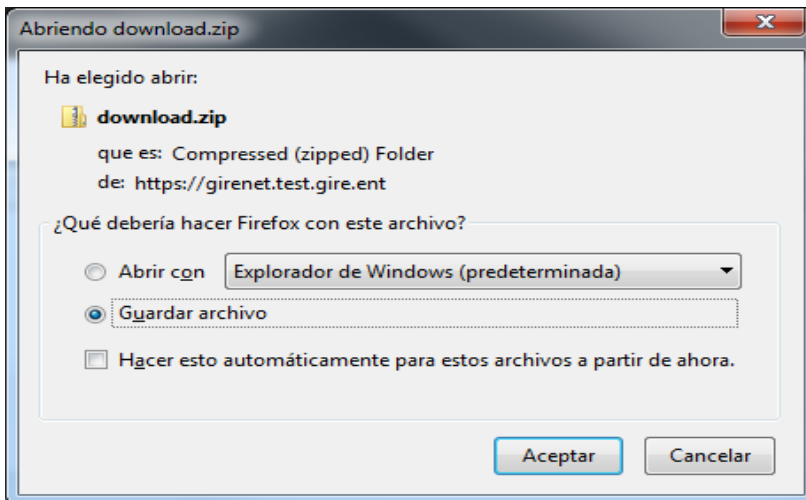 Abriendo download.zip
Ha elegido abrir:
download.zip
que es: Compressed (zipped) Folder
de: https://girenet.test.gire.ent
¿Qué debería hacer Firefox con este archivo?
Abrir con Explorador de Windows (predeterminada)
Guardar archivo
Hacer esto automáticamente para estos archivos a partir de ahora.
Aceptar Cancelar